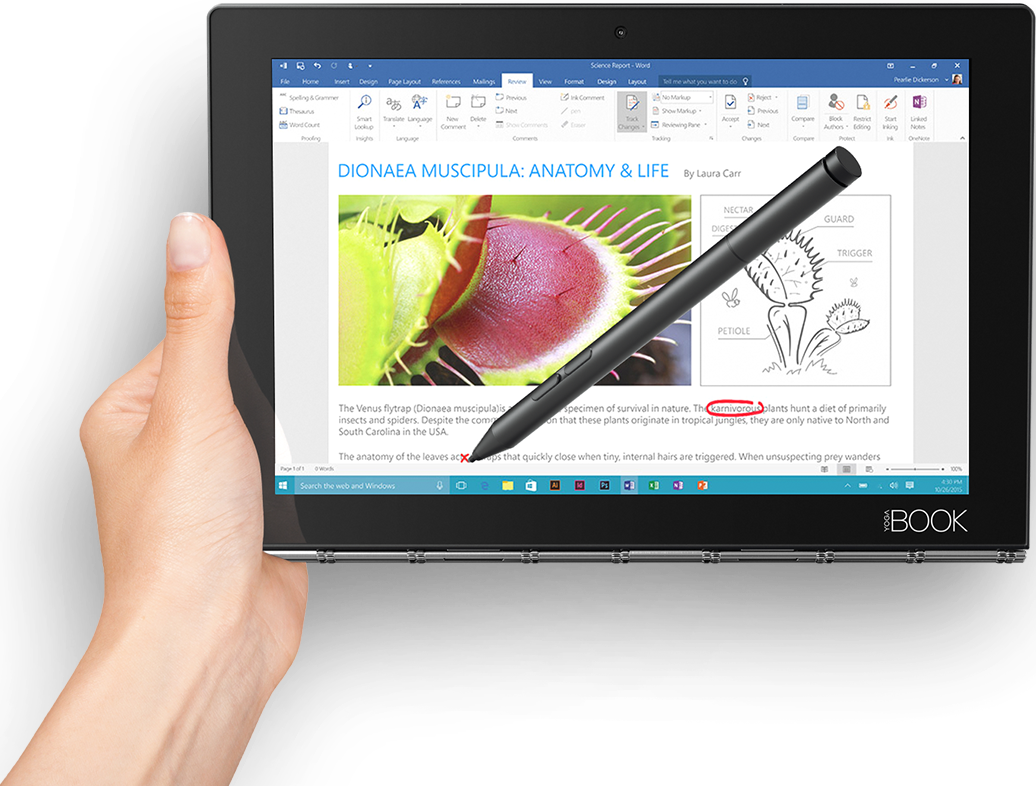 Science Report - Word
File Home Insert Design Page Layout References Mailings Review View Format Design Layout Tell me what you want to do Pearlie Dickerson
Spelling & Grammar
Thesaurus
Word Count
Proofing
Smart Lookup
Insights
Translate Language
Language
New Comment
Delete
Previous
Next
Show Comments
Ink Comment
Pen
Eraser
Comments
Track Changes
No Markup
Show Markup
Reviewing Pane
Tracking
Accept
Reject
Previous
Next
Changes
Compare
Compare
Block Authors
Restrict Editing
Protect
Start Inking
Ink
Linked Notes
OneNote
DIONAEA MUSCIPULA: ANATOMY & LIFE By Laura Carr
NECTAR
GUARD
TRIGGER
PETIOLE
The Venus flytrap (Dionaea muscipula)is specimen of survival in nature. The karnivorous plants hunt a diet of primarily
insects and spiders. Despite the on that these plants originate in tropical jungles, they are only native to North and
South Carolina in the USA.
The anatomy of the leaves that quickly close when tiny, internal hairs are triggered. When unsuspecting prey wanders
Page 1 of 1 0 Words 100%
Search the web and Windows
4:30 PM
10/26/2015
YOGA BOOK